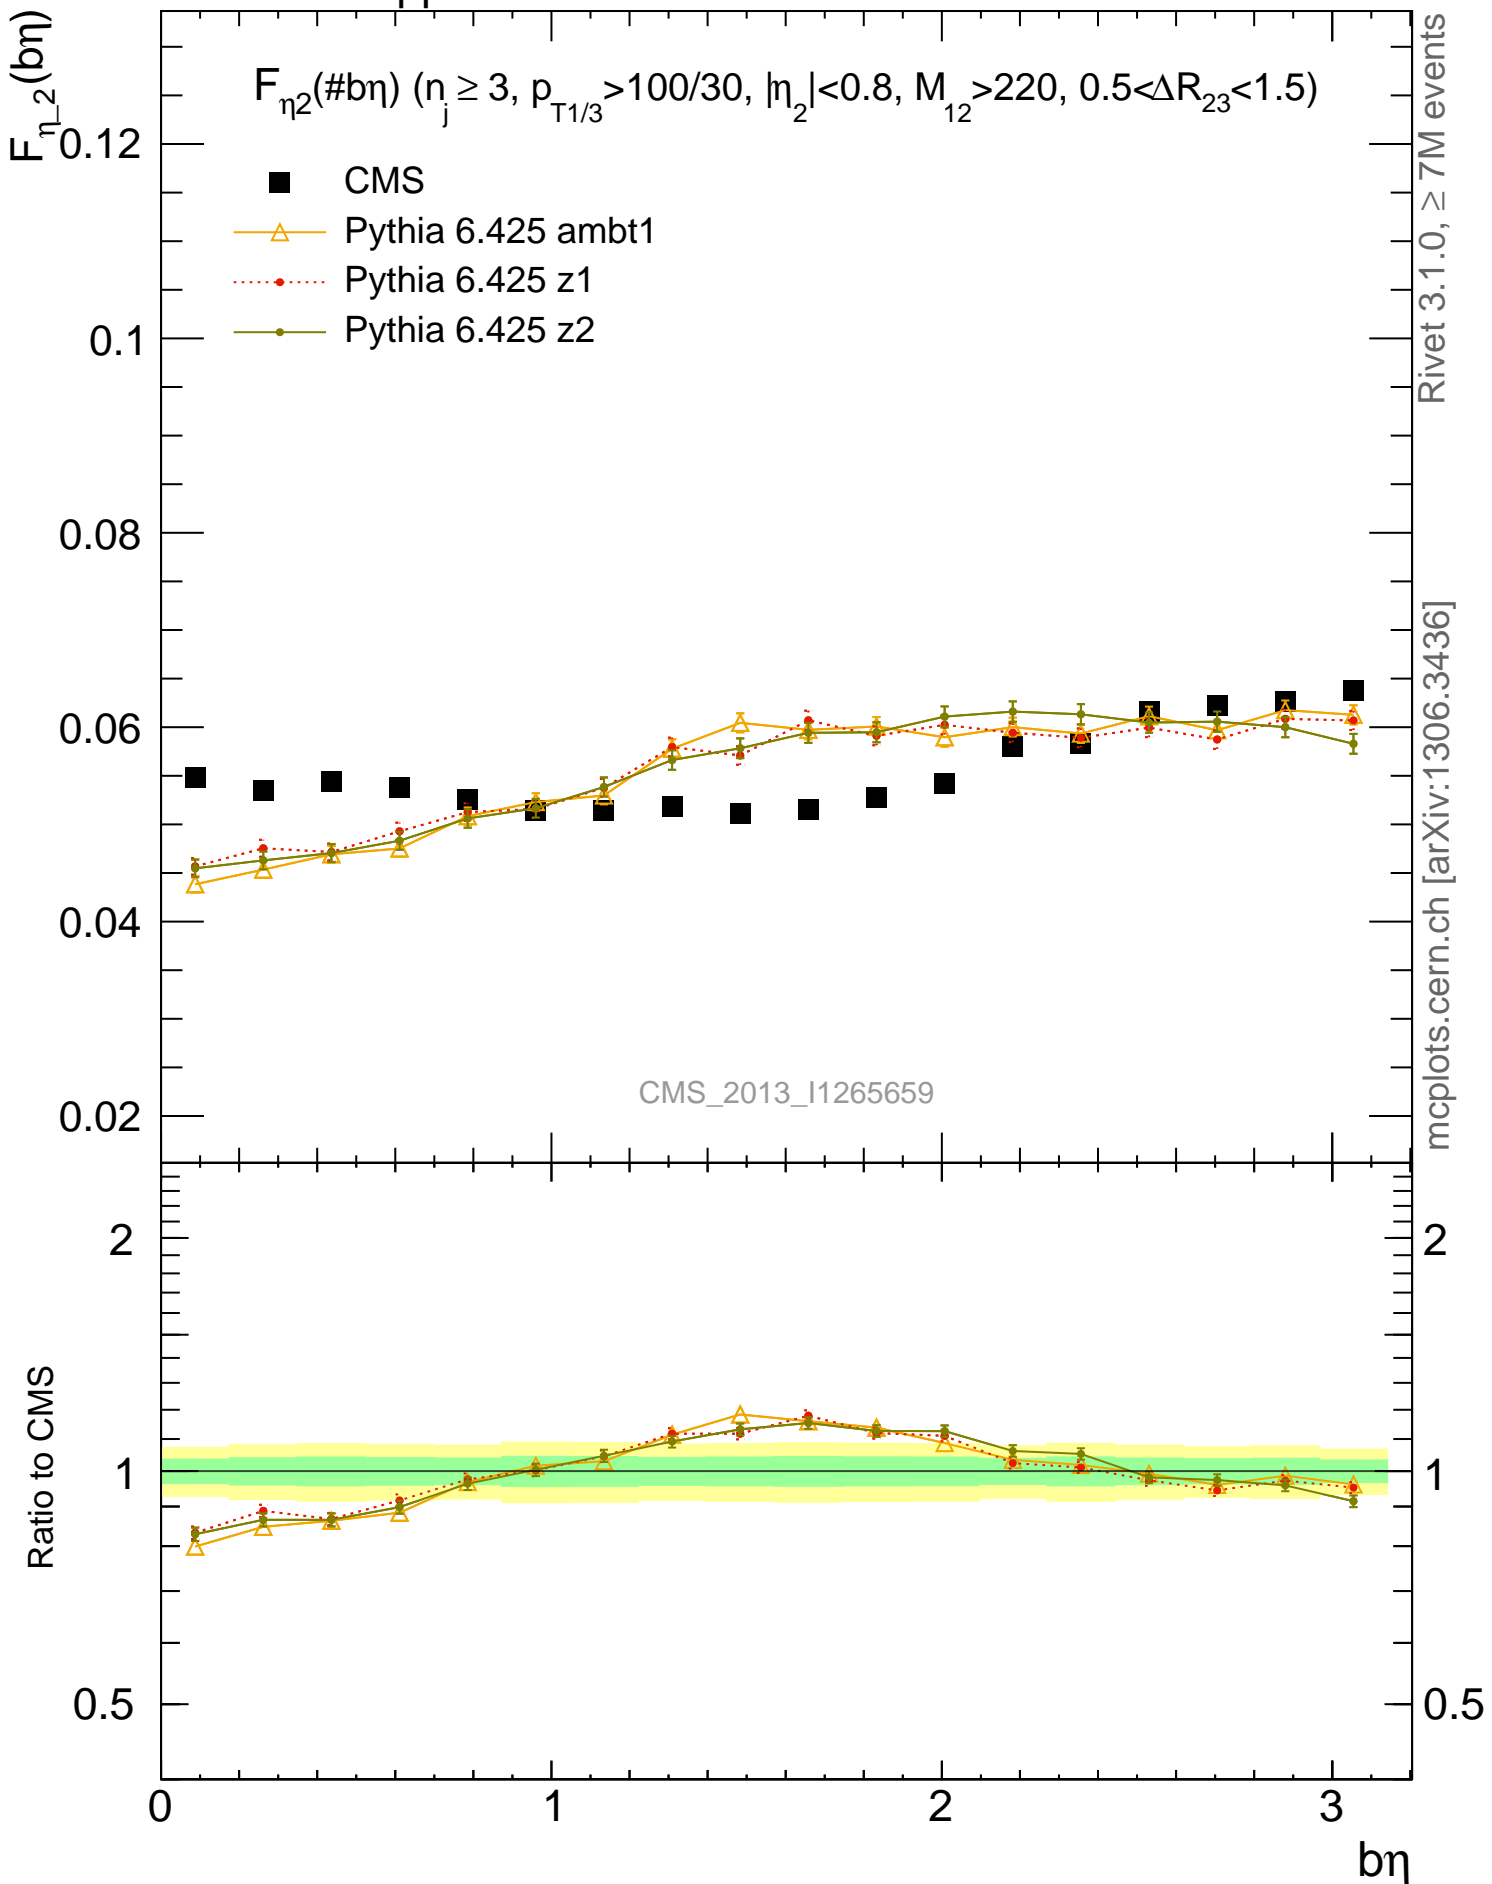 F_η_2(bη)
F_η2(#bη) (n_j ≥ 3, p_T1/3>100/30, |η_2|<0.8, M_12>220, 0.5<ΔR_23<1.5)
CMS
Pythia 6.425 ambt1
Pythia 6.425 z1
Pythia 6.425 z2
0.12
0.1
0.08
0.06
0.04
0.02
CMS_2013_I1265659
Rivet 3.1.0, ≥ 7M events
mcplots.cern.ch [arXiv:1306.3436]
Ratio to CMS
2
1
0.5
2
1
0.5
0
1
2
3
bη